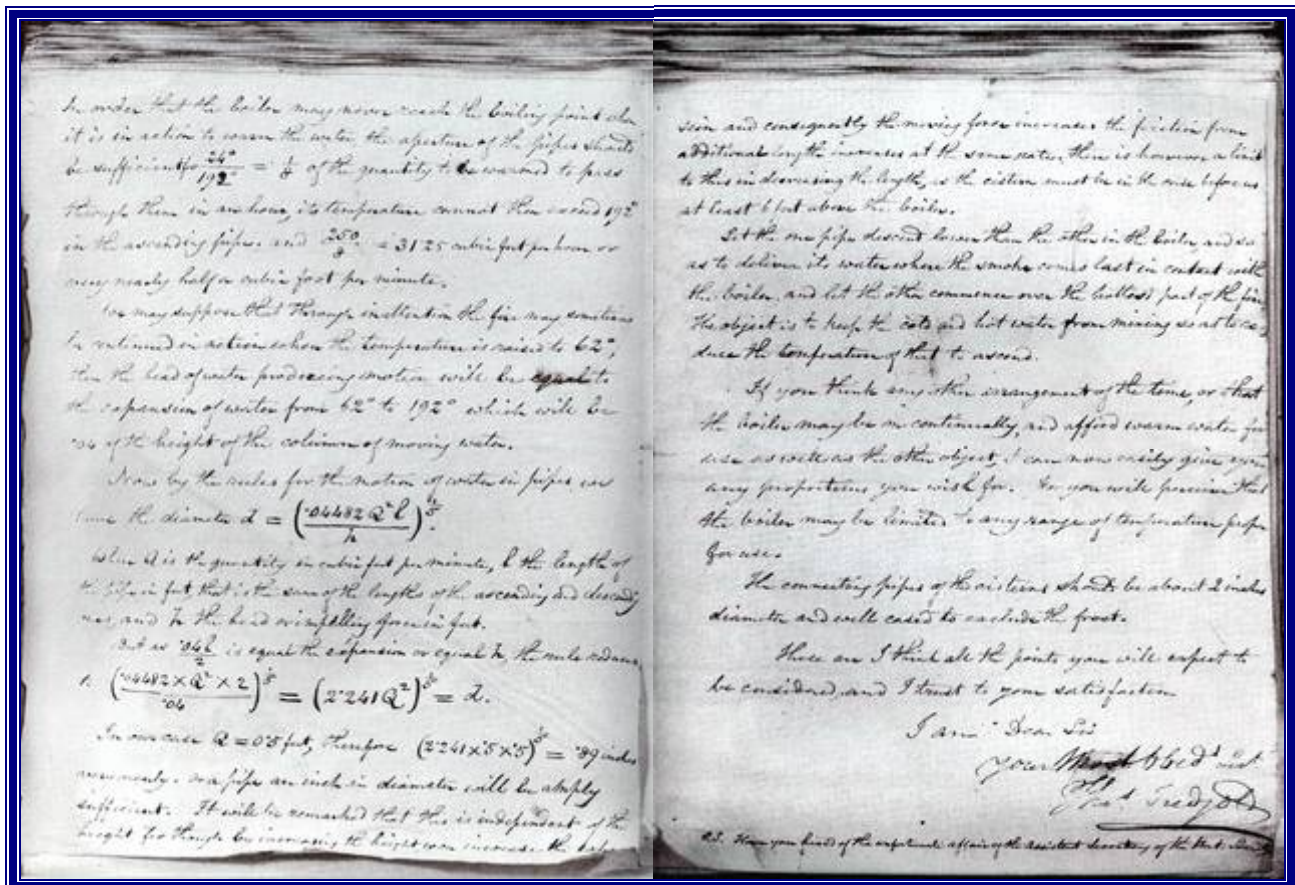 In order that the boiler may never reach the boiling point when
it is in action to warm the water, the aperture of the pipes should
be sufficient for 24°/192° = 1/8 of the quantity to be warmed to pass
through them in an hour, its temperature cannot then exceed 192°
in the ascending pipe. and 250/8 = 31.25 cubic feet per hour or
very nearly half a cubic foot per minute.
We may suppose that through inattention the fire may sometimes
be continued in action when the temperature is raised to 62°,
then the head of water producing motion will be equal to
the expansion of water from 62° to 192° which will be
.04 of the height of the column of moving water.
Now by the rules for the motion of water in pipes we
have the diameter d = (.04482 Q² l / h)^(1/5).
when Q is the quantity in cubic feet per minute, l the length of
the pipe in feet, that is the sum of the lengths of the ascending and descending
ones, and h the head or impelling force in feet.
But as .04 l / 2 is equal the expansion or equal h, the rule reduces
to (.04482 × Q² × 2 / .04)^(1/5) = (2.241 Q²)^(1/5) = d.
In our case Q = 0.5 feet, therefore (2.241 × .5 × .5)^(1/5) = .89 inches
very nearly. or a pipe an inch in diameter will be amply
sufficient. It will be remarked that this is independent of the
height for though by increasing the height we increase the expan-
sion and consequently the moving force increases the friction from
additional length increases at the same rate, there is however a limit
to this in decreasing the length, as the cistern must be in the case before us
at least 6 feet above the boiler.
Let the one pipe descend lower than the other in the boiler, and so
as to deliver its water where the smoke comes last in contact with
the boiler, and let the other commence over the hottest part of the fire,
the object is to keep the cold and hot water from mixing so as to re-
duce the temperature of that to ascend.
If you think any other arrangement of the time, or that
the boiler may be in continually, and afford warm water for
use as well as the other object, I can now easily give you
any proportions you wish for. For you will perceive that
the boiler may be limited to any range of temperature proper
for use.
The connecting pipes of the cisterns should be about 2 inches
diameter and well cased to exclude the frost.
These are I think all the points you will expect to
be considered, and I trust to your satisfaction
I am Dear Sir
your Most Obed.t
Tho.s Tredgold
P.S. Have you heard of the unfortunate affair of the assistant secretary of the